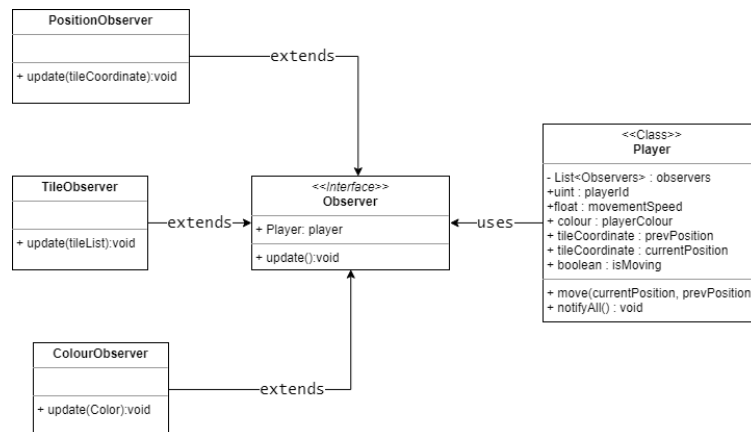 PositionObserver
+ update(tileCoordinate):void
extends
TileObserver
+ update(tileList):void
extends
<<Interface>>
Observer
+ Player: player
+ update():void
uses
<<Class>>
Player
- List<Observers> : observers
+uint : playerId
+float : movementSpeed
+ colour : playerColour
+ tileCoordinate : prevPosition
+ tileCoordinate : currentPosition
+ boolean : isMoving
+ move(currentPosition, prevPosition
+ notifyAll() : void
ColourObserver
+ update(Color):void
extends